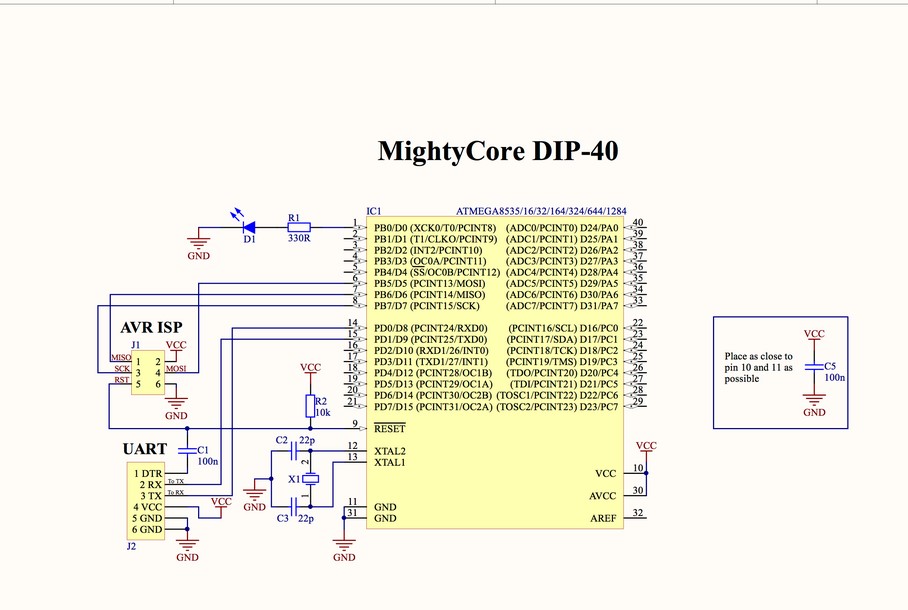 MightyCore DIP-40
IC1 ATMEGA8535/16/32/164/324/644/1284
D1
R1
330R
GND
1 PB0/D0 (XCK0/T0/PCINT8) (ADC0/PCINT0) D24/PA0 40
2 PB1/D1 (T1/CLKO/PCINT9) (ADC1/PCINT1) D25/PA1 39
3 PB2/D2 (INT2/PCINT10) (ADC2/PCINT2) D26/PA2 38
4 PB3/D3 (OC0A/PCINT11) (ADC3/PCINT3) D27/PA3 37
5 PB4/D4 (SS/OC0B/PCINT12) (ADC4/PCINT4) D28/PA4 36
6 PB5/D5 (PCINT13/MOSI) (ADC5/PCINT5) D29/PA5 35
7 PB6/D6 (PCINT14/MISO) (ADC6/PCINT6) D30/PA6 34
8 PB7/D7 (PCINT15/SCK) (ADC7/PCINT7) D31/PA7 33
14 PD0/D8 (PCINT24/RXD0) (PCINT16/SCL) D16/PC0 22
15 PD1/D9 (PCINT25/TXD0) (PCINT17/SDA) D17/PC1 23
16 PD2/D10 (RXD1/26/INT0) (PCINT18/TCK) D18/PC2 24
17 PD3/D11 (TXD1/27/INT1) (PCINT19/TMS) D19/PC3 25
18 PD4/D12 (PCINT28/OC1B) (TDO/PCINT20) D20/PC4 26
19 PD5/D13 (PCINT29/OC1A) (TDI/PCINT21) D21/PC5 27
20 PD6/D14 (PCINT30/OC2B) (TOSC1/PCINT22) D22/PC6 28
21 PD7/D15 (PCINT31/OC2A) (TOSC2/PCINT23) D23/PC7 29
9 RESET
12 XTAL2
13 XTAL1
VCC 10
AVCC 30
11 GND
31 GND
AREF 32
VCC
GND
AVR ISP
J1
VCC
MISO 1 2
SCK 3 4 MOSI
RST 5 6
GND
VCC
R2
10k
UART
C1
100n
1 DTR
2 RX To TX
3 TX To RX
4 VCC
5 GND
6 GND
J2
VCC
GND
C2 22p
2
X1
1
C3 22p
GND
Place as close to
pin 10 and 11 as
possible
VCC
C5
100n
GND